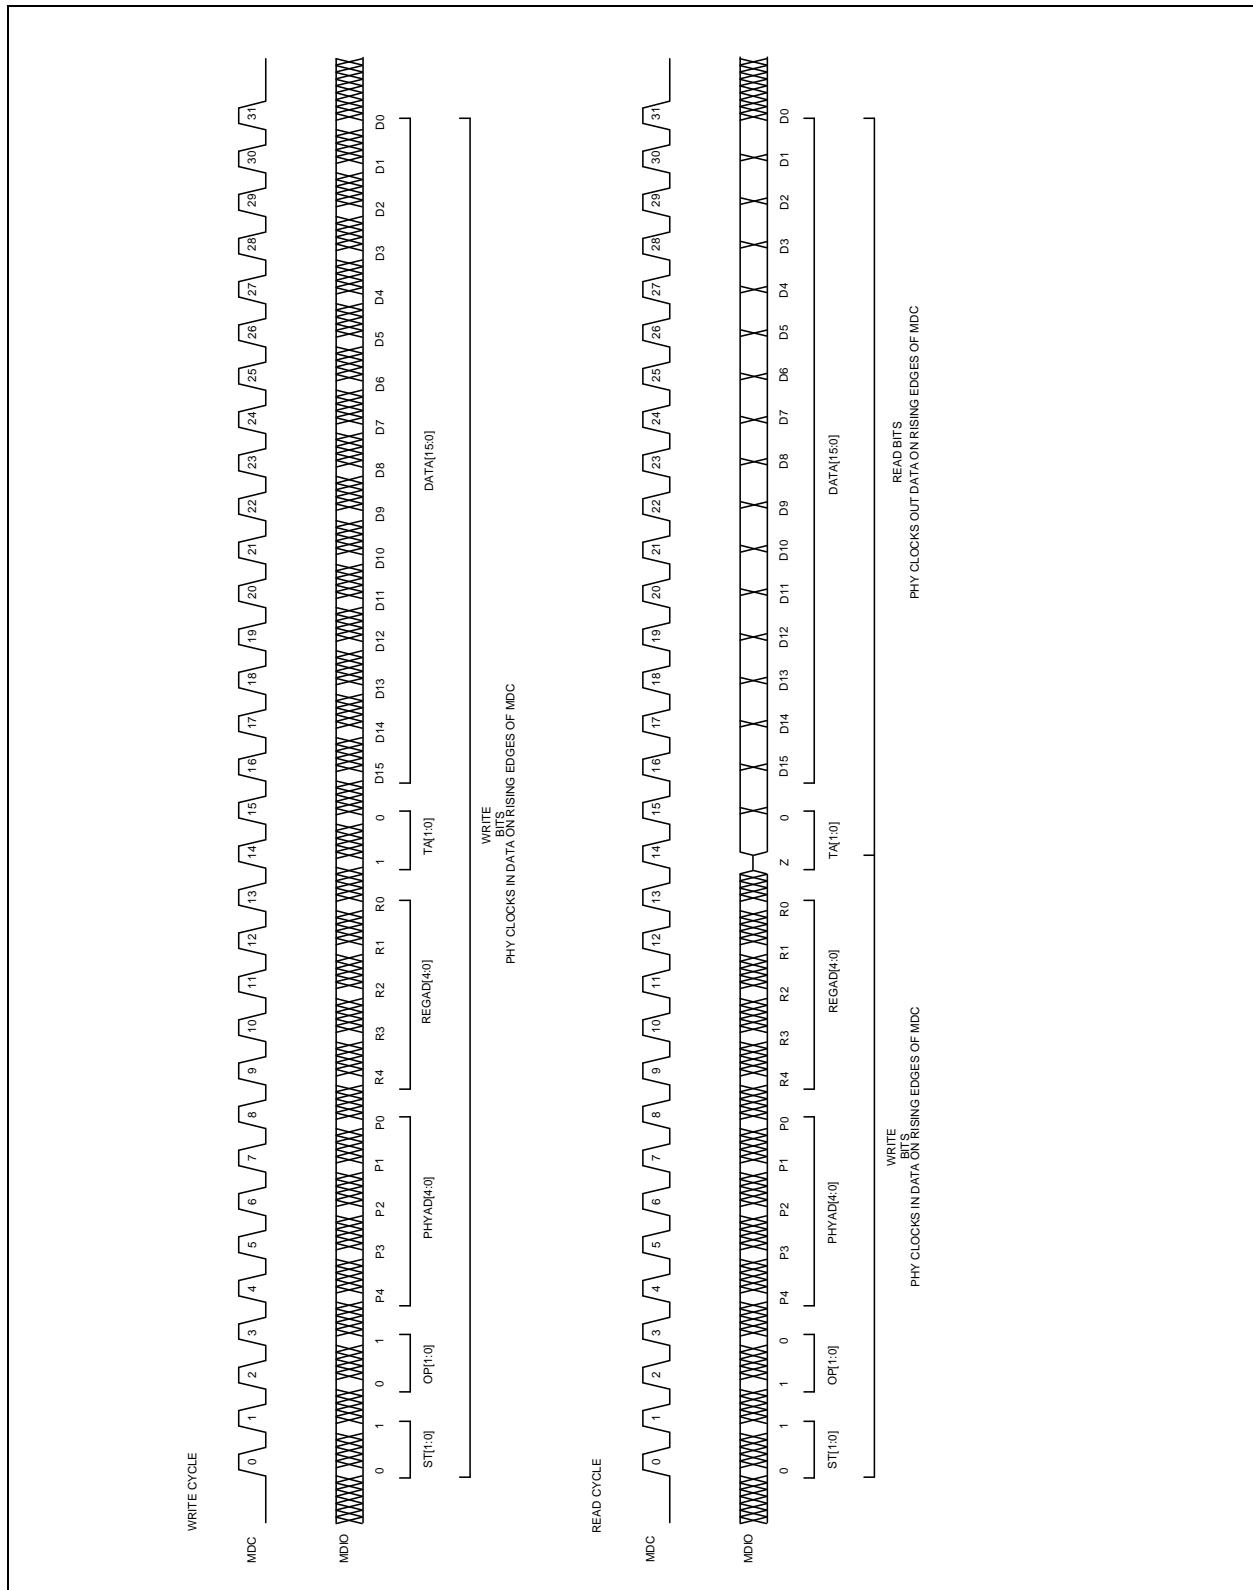 WRITE CYCLE
MDC
0 1 2 3 4 5 6 7 8 9 10 11 12 13 14 15 16 17 18 19 20 21 22 23 24 25 26 27 28 29 30 31
MDIO
0 1 0 1 P4 P3 P2 P1 P0 R4 R3 R2 R1 R0 1 0 D15 D14 D13 D12 D11 D10 D9 D8 D7 D6 D5 D4 D3 D2 D1 D0
ST[1:0] OP[1:0] PHYAD[4:0] REGAD[4:0] TA[1:0] DATA[15:0]
WRITE
BITS
PHY CLOCKS IN DATA ON RISING EDGES OF MDC
READ CYCLE
MDC
0 1 2 3 4 5 6 7 8 9 10 11 12 13 14 15 16 17 18 19 20 21 22 23 24 25 26 27 28 29 30 31
MDIO
0 1 1 0 P4 P3 P2 P1 P0 R4 R3 R2 R1 R0 Z 0 D15 D14 D13 D12 D11 D10 D9 D8 D7 D6 D5 D4 D3 D2 D1 D0
ST[1:0] OP[1:0] PHYAD[4:0] REGAD[4:0] TA[1:0] DATA[15:0]
WRITE
BITS
PHY CLOCKS IN DATA ON RISING EDGES OF MDC
READ BITS
PHY CLOCKS OUT DATA ON RISING EDGES OF MDC